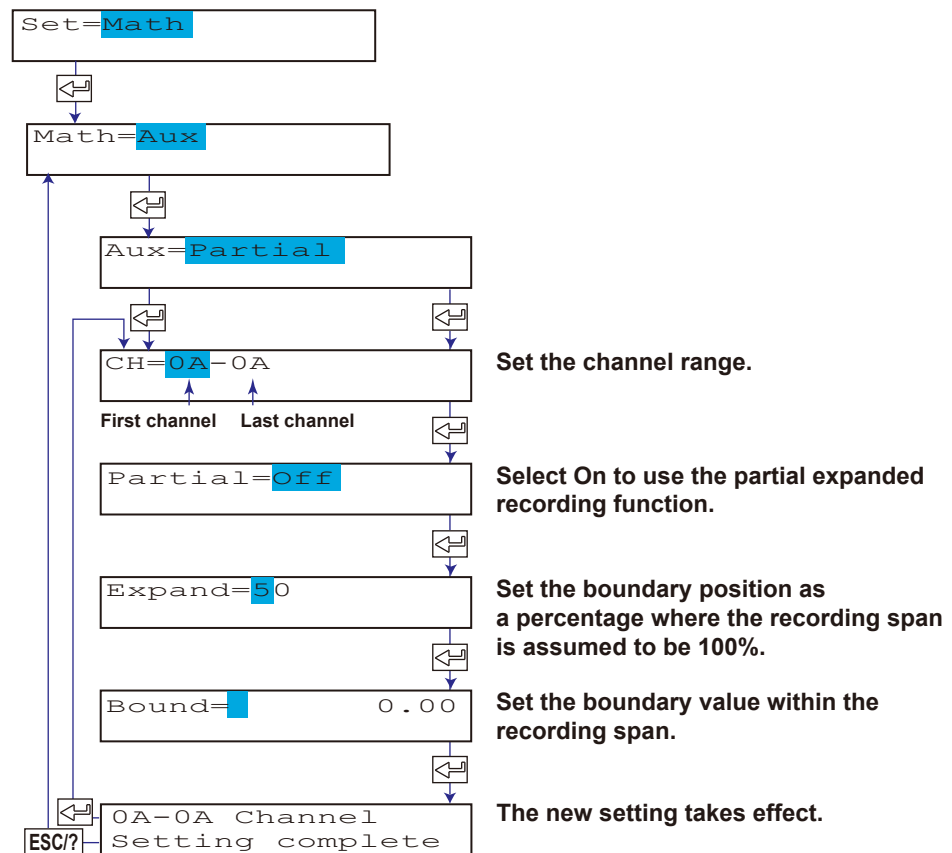 Set=Math
Math=Aux
Aux=Partial
CH=0A-0A
Set the channel range.
First channel Last channel
Partial=Off
Select On to use the partial expanded
recording function.
Expand=50
Set the boundary position as
a percentage where the recording span
is assumed to be 100%.
Bound= 0.00
Set the boundary value within the
recording span.
0A-0A Channel
Setting complete
The new setting takes effect.
ESC/?